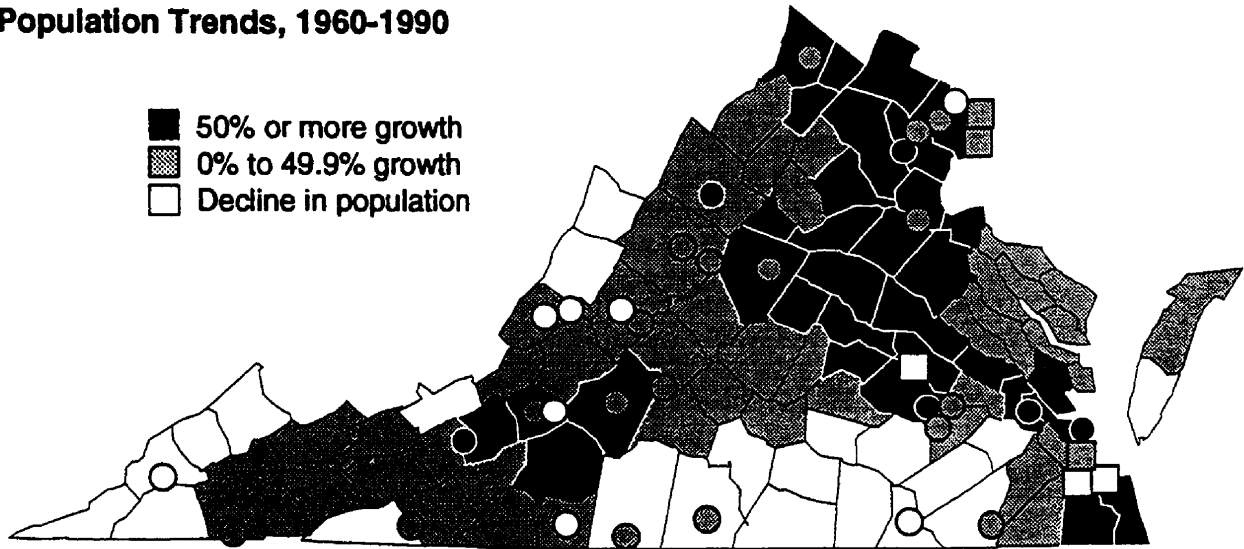 Population Trends, 1960-1990
50% or more growth
0% to 49.9% growth
Decline in population